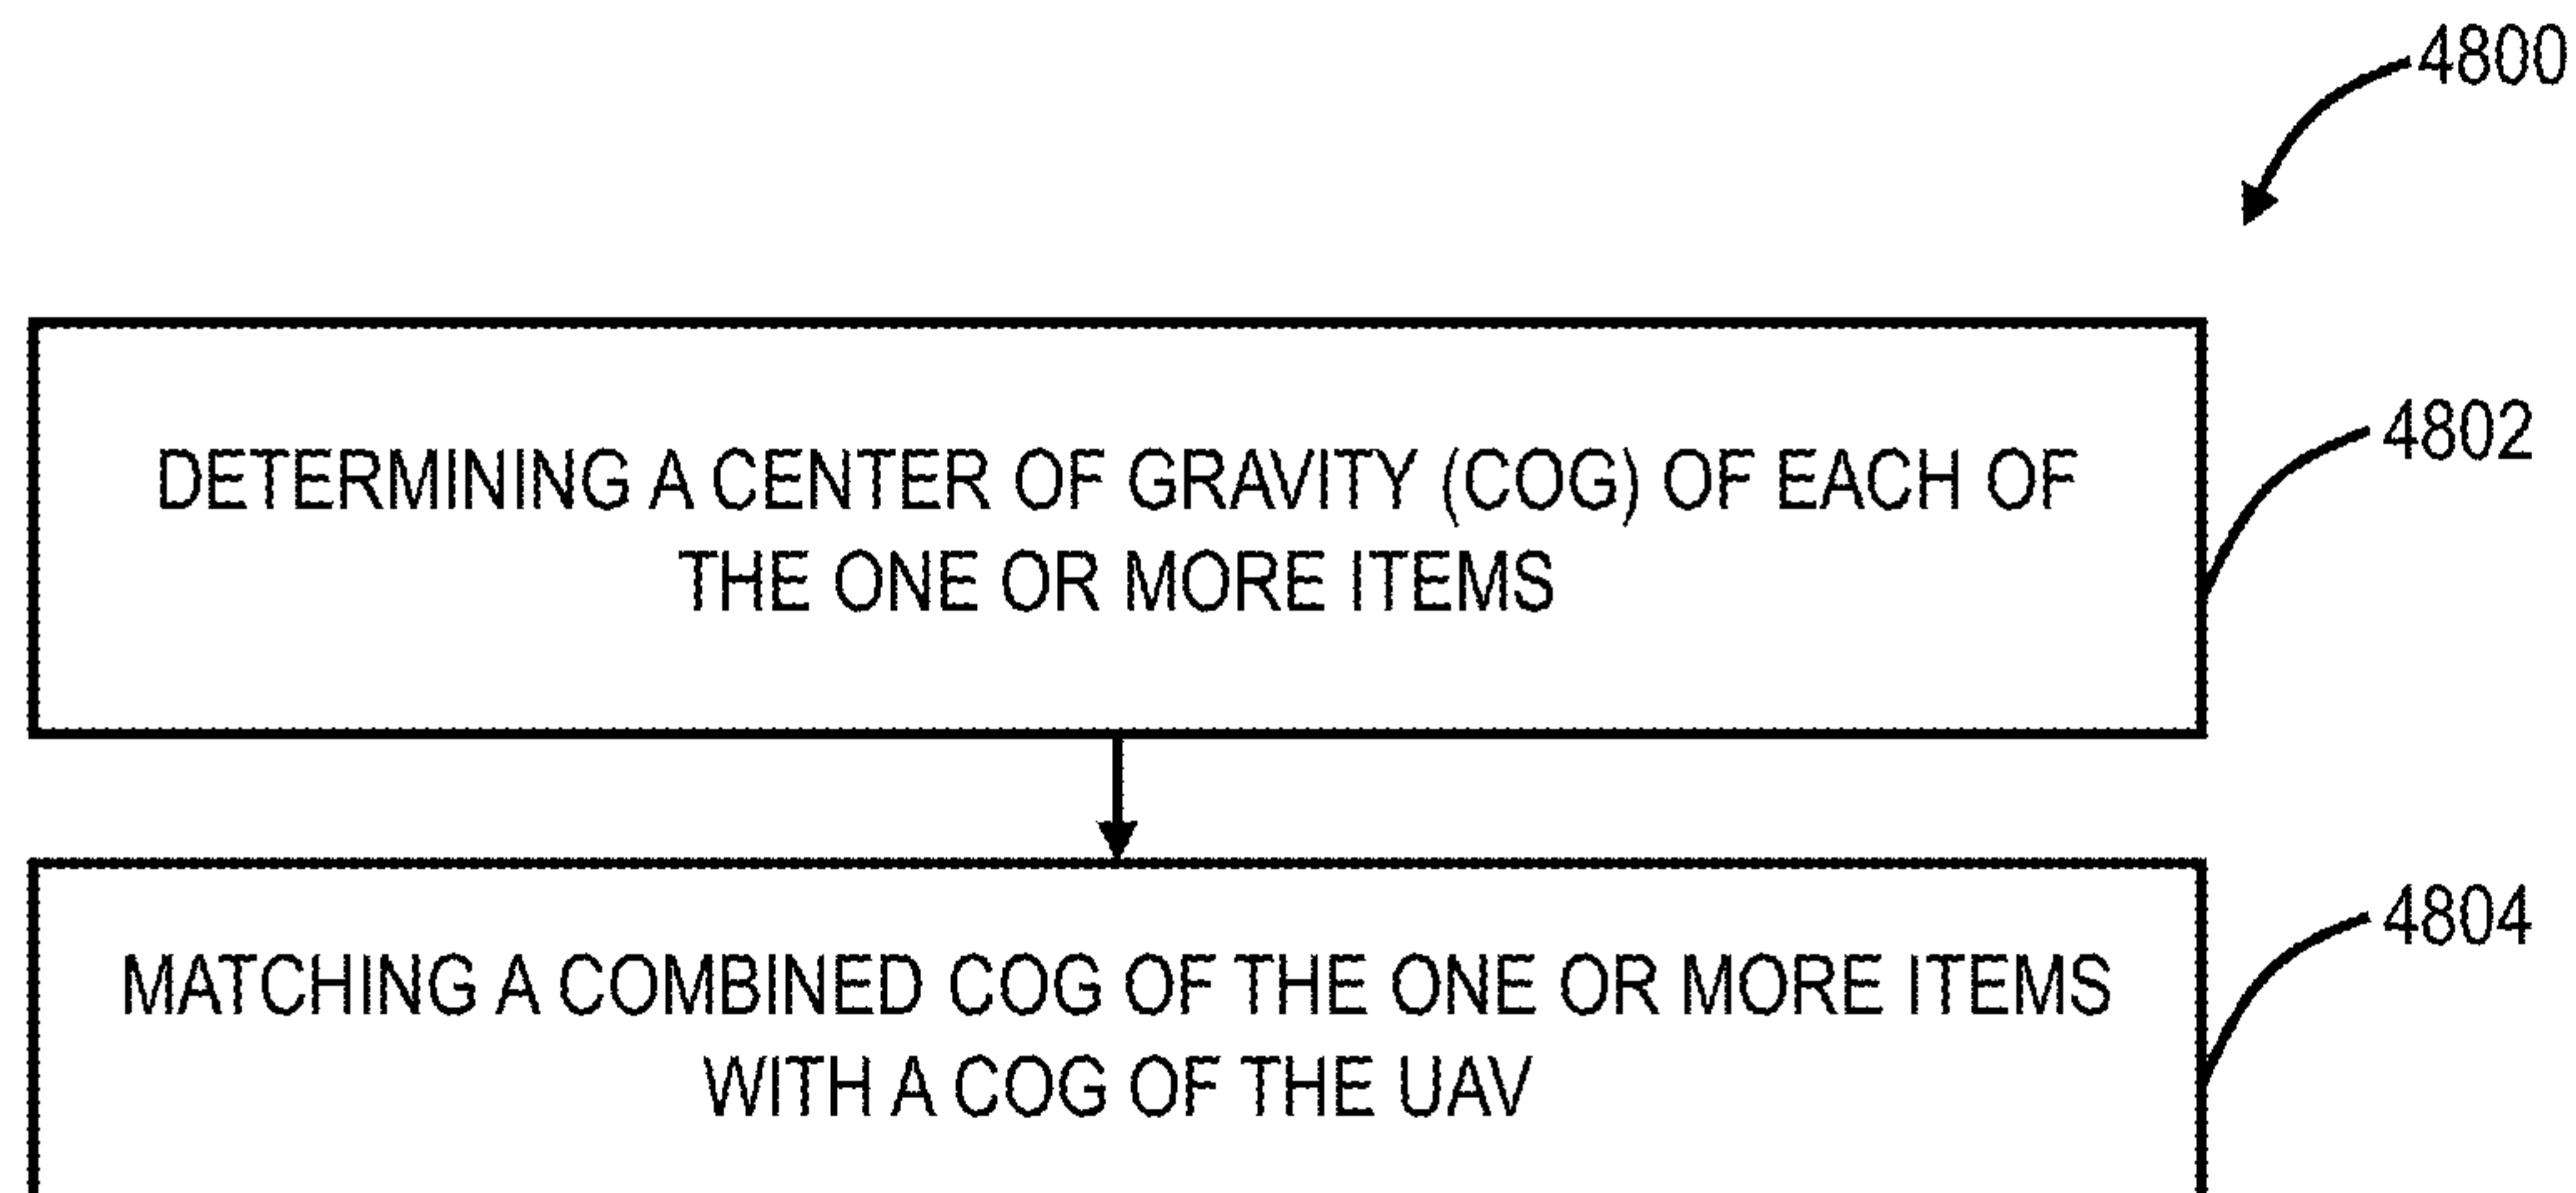 4800
DETERMINING A CENTER OF GRAVITY (COG) OF EACH OF
THE ONE OR MORE ITEMS
4802
MATCHING A COMBINED COG OF THE ONE OR MORE ITEMS
WITH A COG OF THE UAV
4804